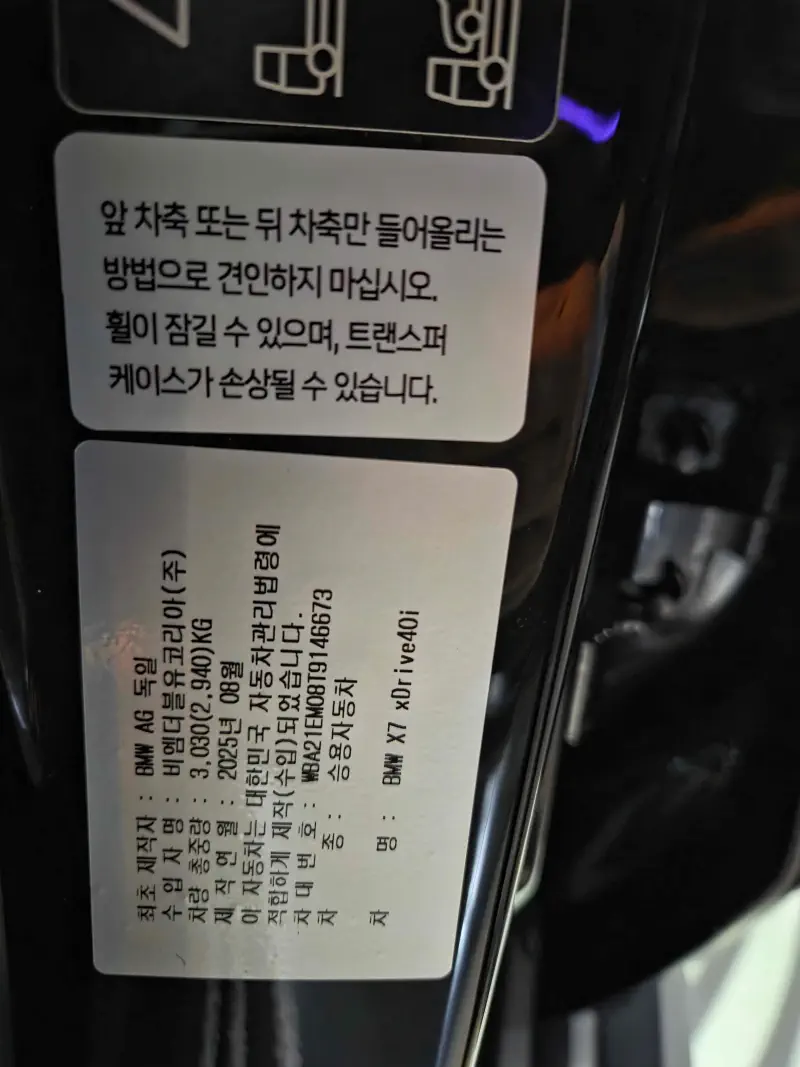 앞 차축 또는 뒤 차축만 들어올리는
방법으로 견인하지 마십시오.
휠이 잠길 수 있으며, 트랜스퍼
케이스가 손상될 수 있습니다.
최초 제작자 : BMW AG 독일
수 입 자 명 : 비엠더블유코리아(주)
차량 총중량 : 3,030(2,940)KG
제 작 연 월 : 2025년 08월
이 자동차는 대한민국 자동차관리법령에
적합하게 제작(수입)되었습니다.
차 대 번 호 : WBA21EM08T9146673
차 종 : 승용자동차
차 명 : BMW X7 xDrive40i